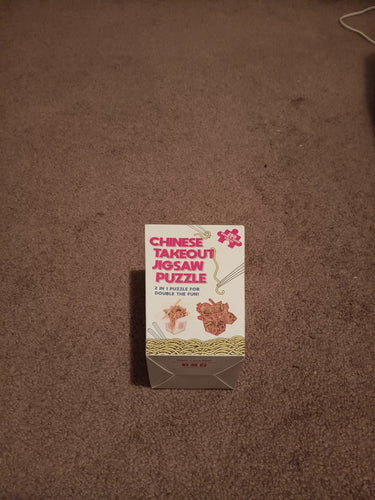 CHINESE
TAKEOUT
JIGSAW
PUZZLE
2 IN 1 PUZZLE FOR
DOUBLE THE FUN!